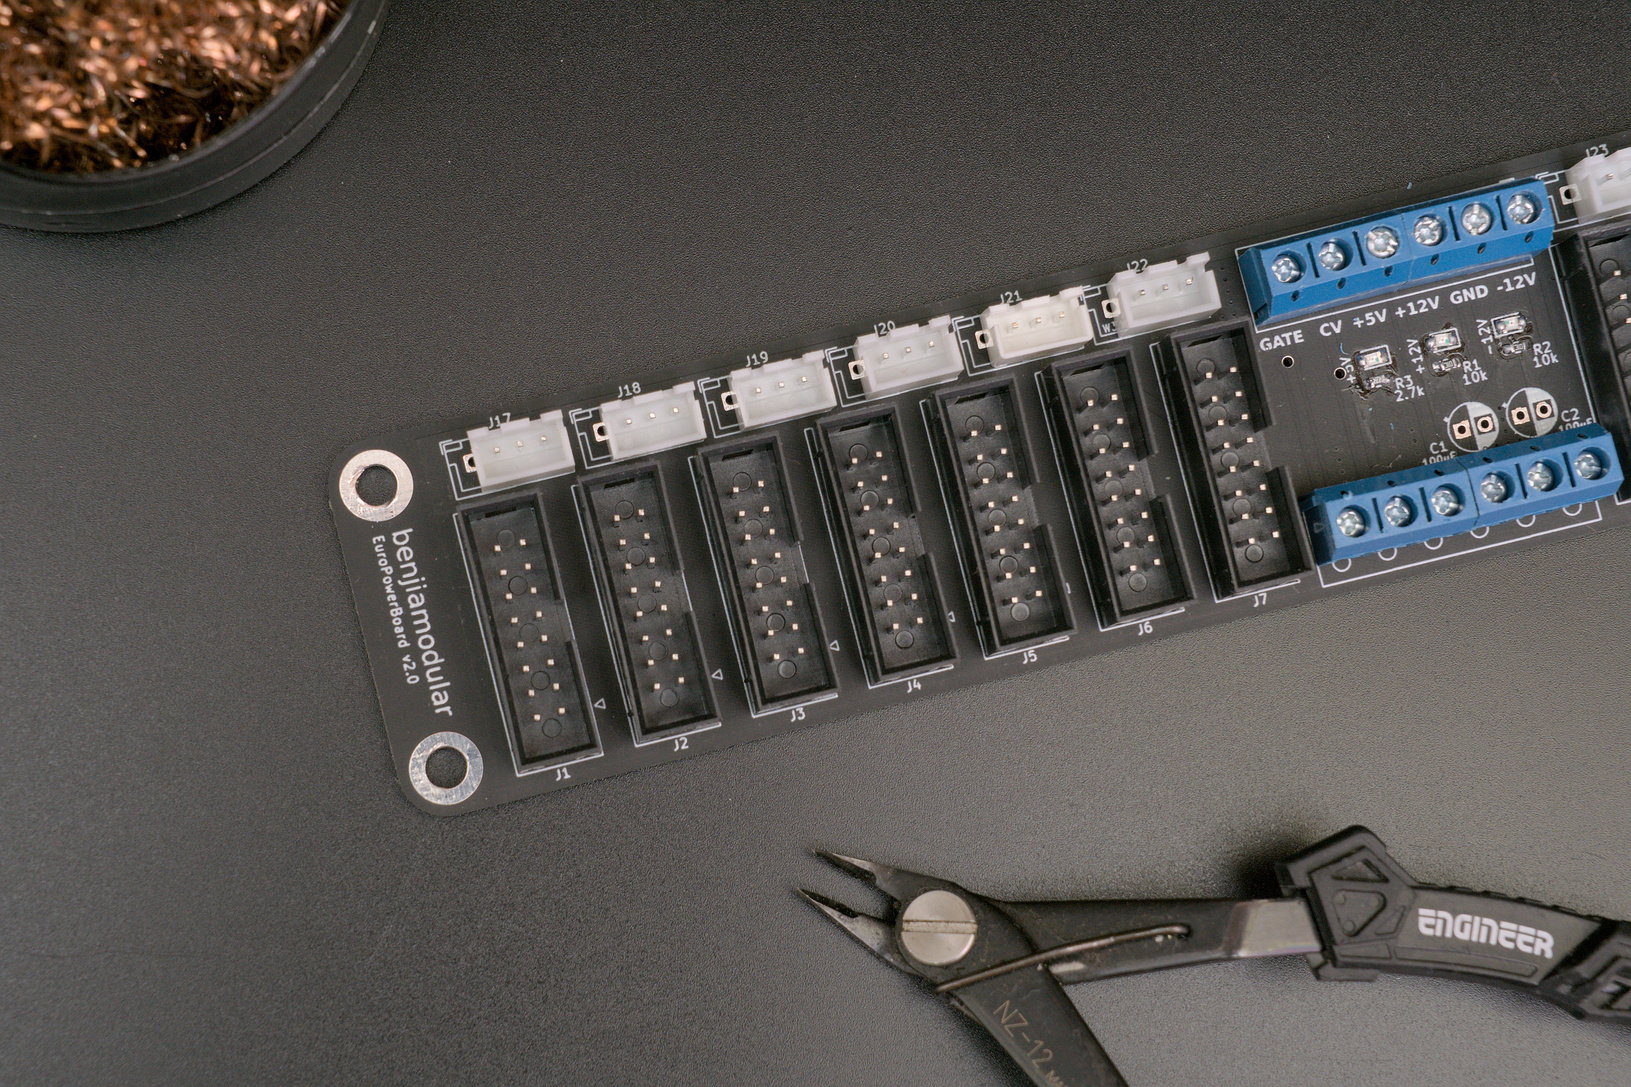 benjiamodular
EuroPowerBoard v2.0
J17
J18
J19
J20
J21
J22
J23
GATE CV +5V +12V GND -12V
+12V
-12V
R3
2.7k
R1
10k
R2
10k
C1
100uF
C2
100uF
J1
J2
J3
J4
J5
J6
J7
ENGINEER
NZ-12